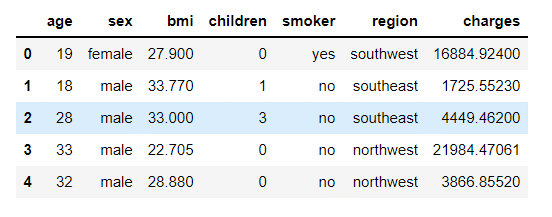 age sex bmi children smoker region charges
0 19 female 27.900 0 yes southwest 16884.92400
1 18 male 33.770 1 no southeast 1725.55230
2 28 male 33.000 3 no southeast 4449.46200
3 33 male 22.705 0 no northwest 21984.47061
4 32 male 28.880 0 no northwest 3866.85520